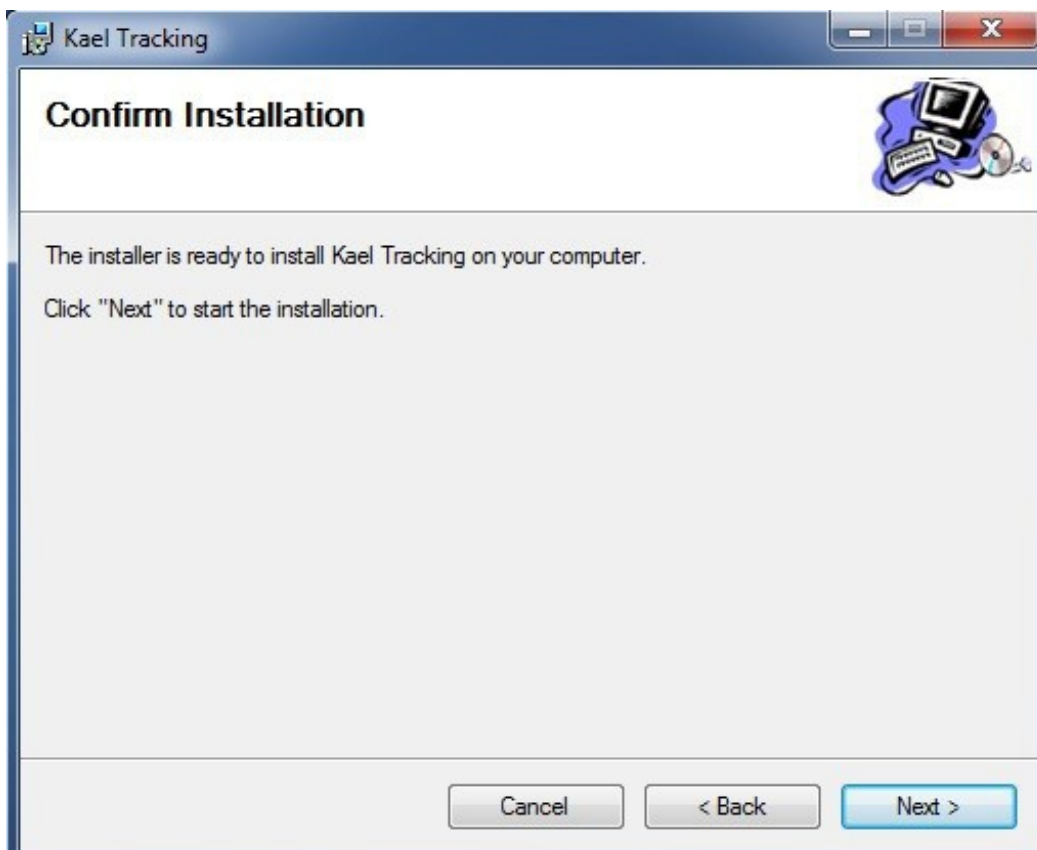 Kael Tracking
Confirm Installation
The installer is ready to install Kael Tracking on your computer.
Click "Next" to start the installation.
Cancel
< Back
Next >